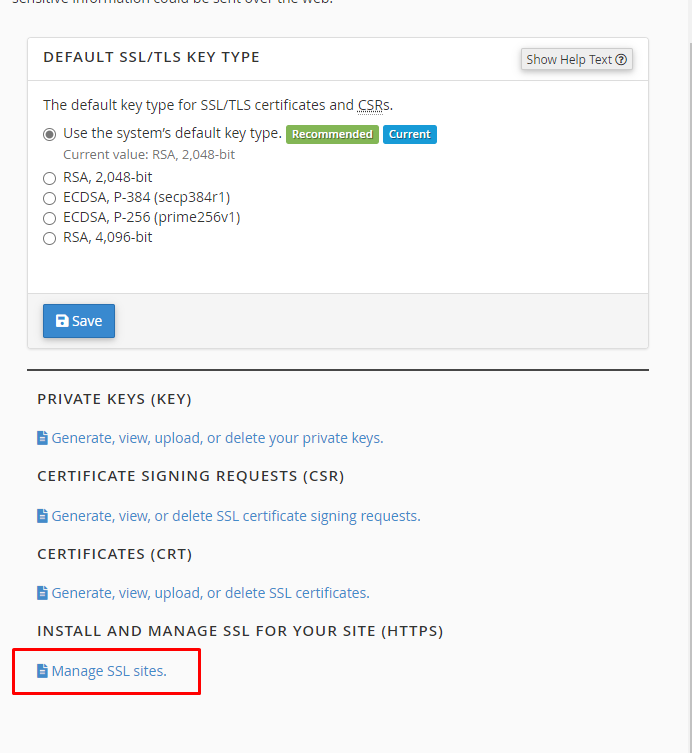 sensitive information could be sent over the web.
DEFAULT SSL/TLS KEY TYPE
Show Help Text
The default key type for SSL/TLS certificates and CSRs.
Use the system's default key type. Recommended Current
Current value: RSA, 2,048-bit
RSA, 2,048-bit
ECDSA, P-384 (secp384r1)
ECDSA, P-256 (prime256v1)
RSA, 4,096-bit
Save
PRIVATE KEYS (KEY)
Generate, view, upload, or delete your private keys.
CERTIFICATE SIGNING REQUESTS (CSR)
Generate, view, or delete SSL certificate signing requests.
CERTIFICATES (CRT)
Generate, view, upload, or delete SSL certificates.
INSTALL AND MANAGE SSL FOR YOUR SITE (HTTPS)
Manage SSL sites.